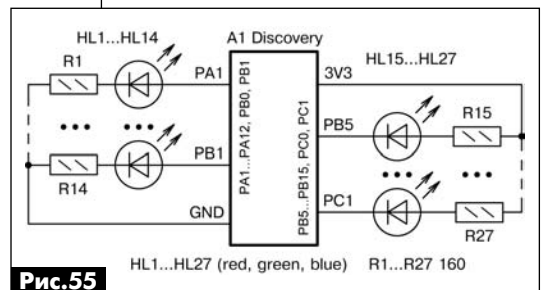 HL1...HL14 A1 Discovery HL15...HL27
R1 PA1 3V3
PA1...PA12, PB0, PB1
PB5...PB15, PC0, PC1
PB5 R15
... ... ... ...
R14 PB1 PC1
GND R27
HL1...HL27 (red, green, blue) R1...R27 160
Рис.55